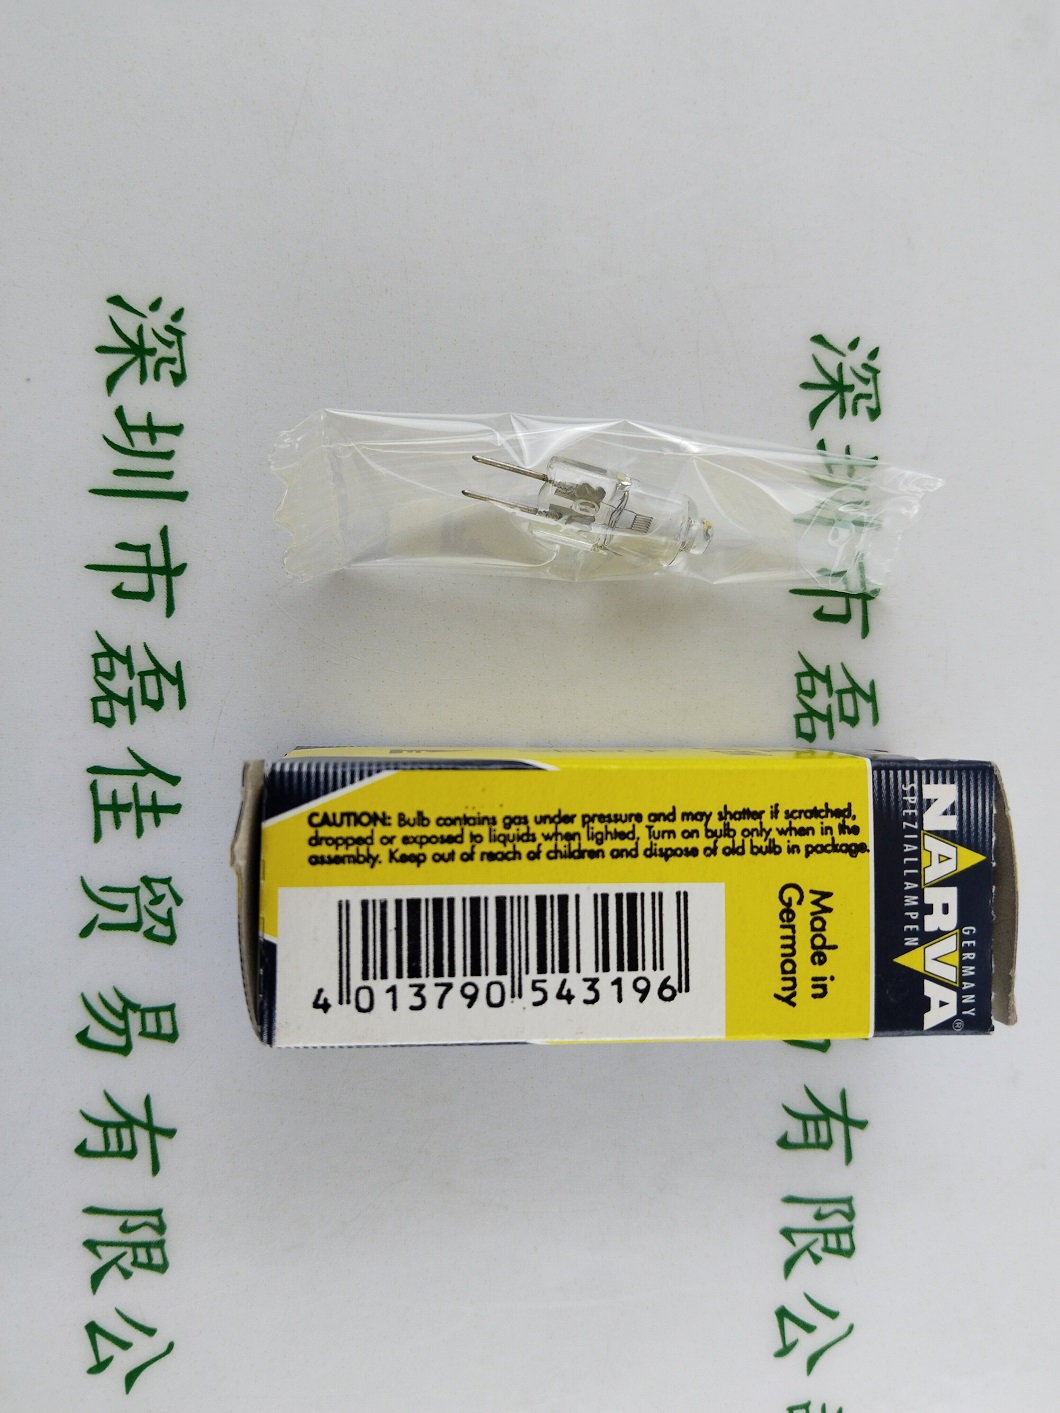 深圳市磊佳贸易有限公
深圳市磊
易有限公
CAUTION: Bulb contains gas under pressure and may shatter if scratched,
dropped or exposed to liquids when lighted. Turn on bulb only when in the
assembly. Keep out of reach of children and dispose of old bulb in package.
4 013790 543196
Made in
Germany
NARVA®
SPEZIALLAMPEN
GERMANY